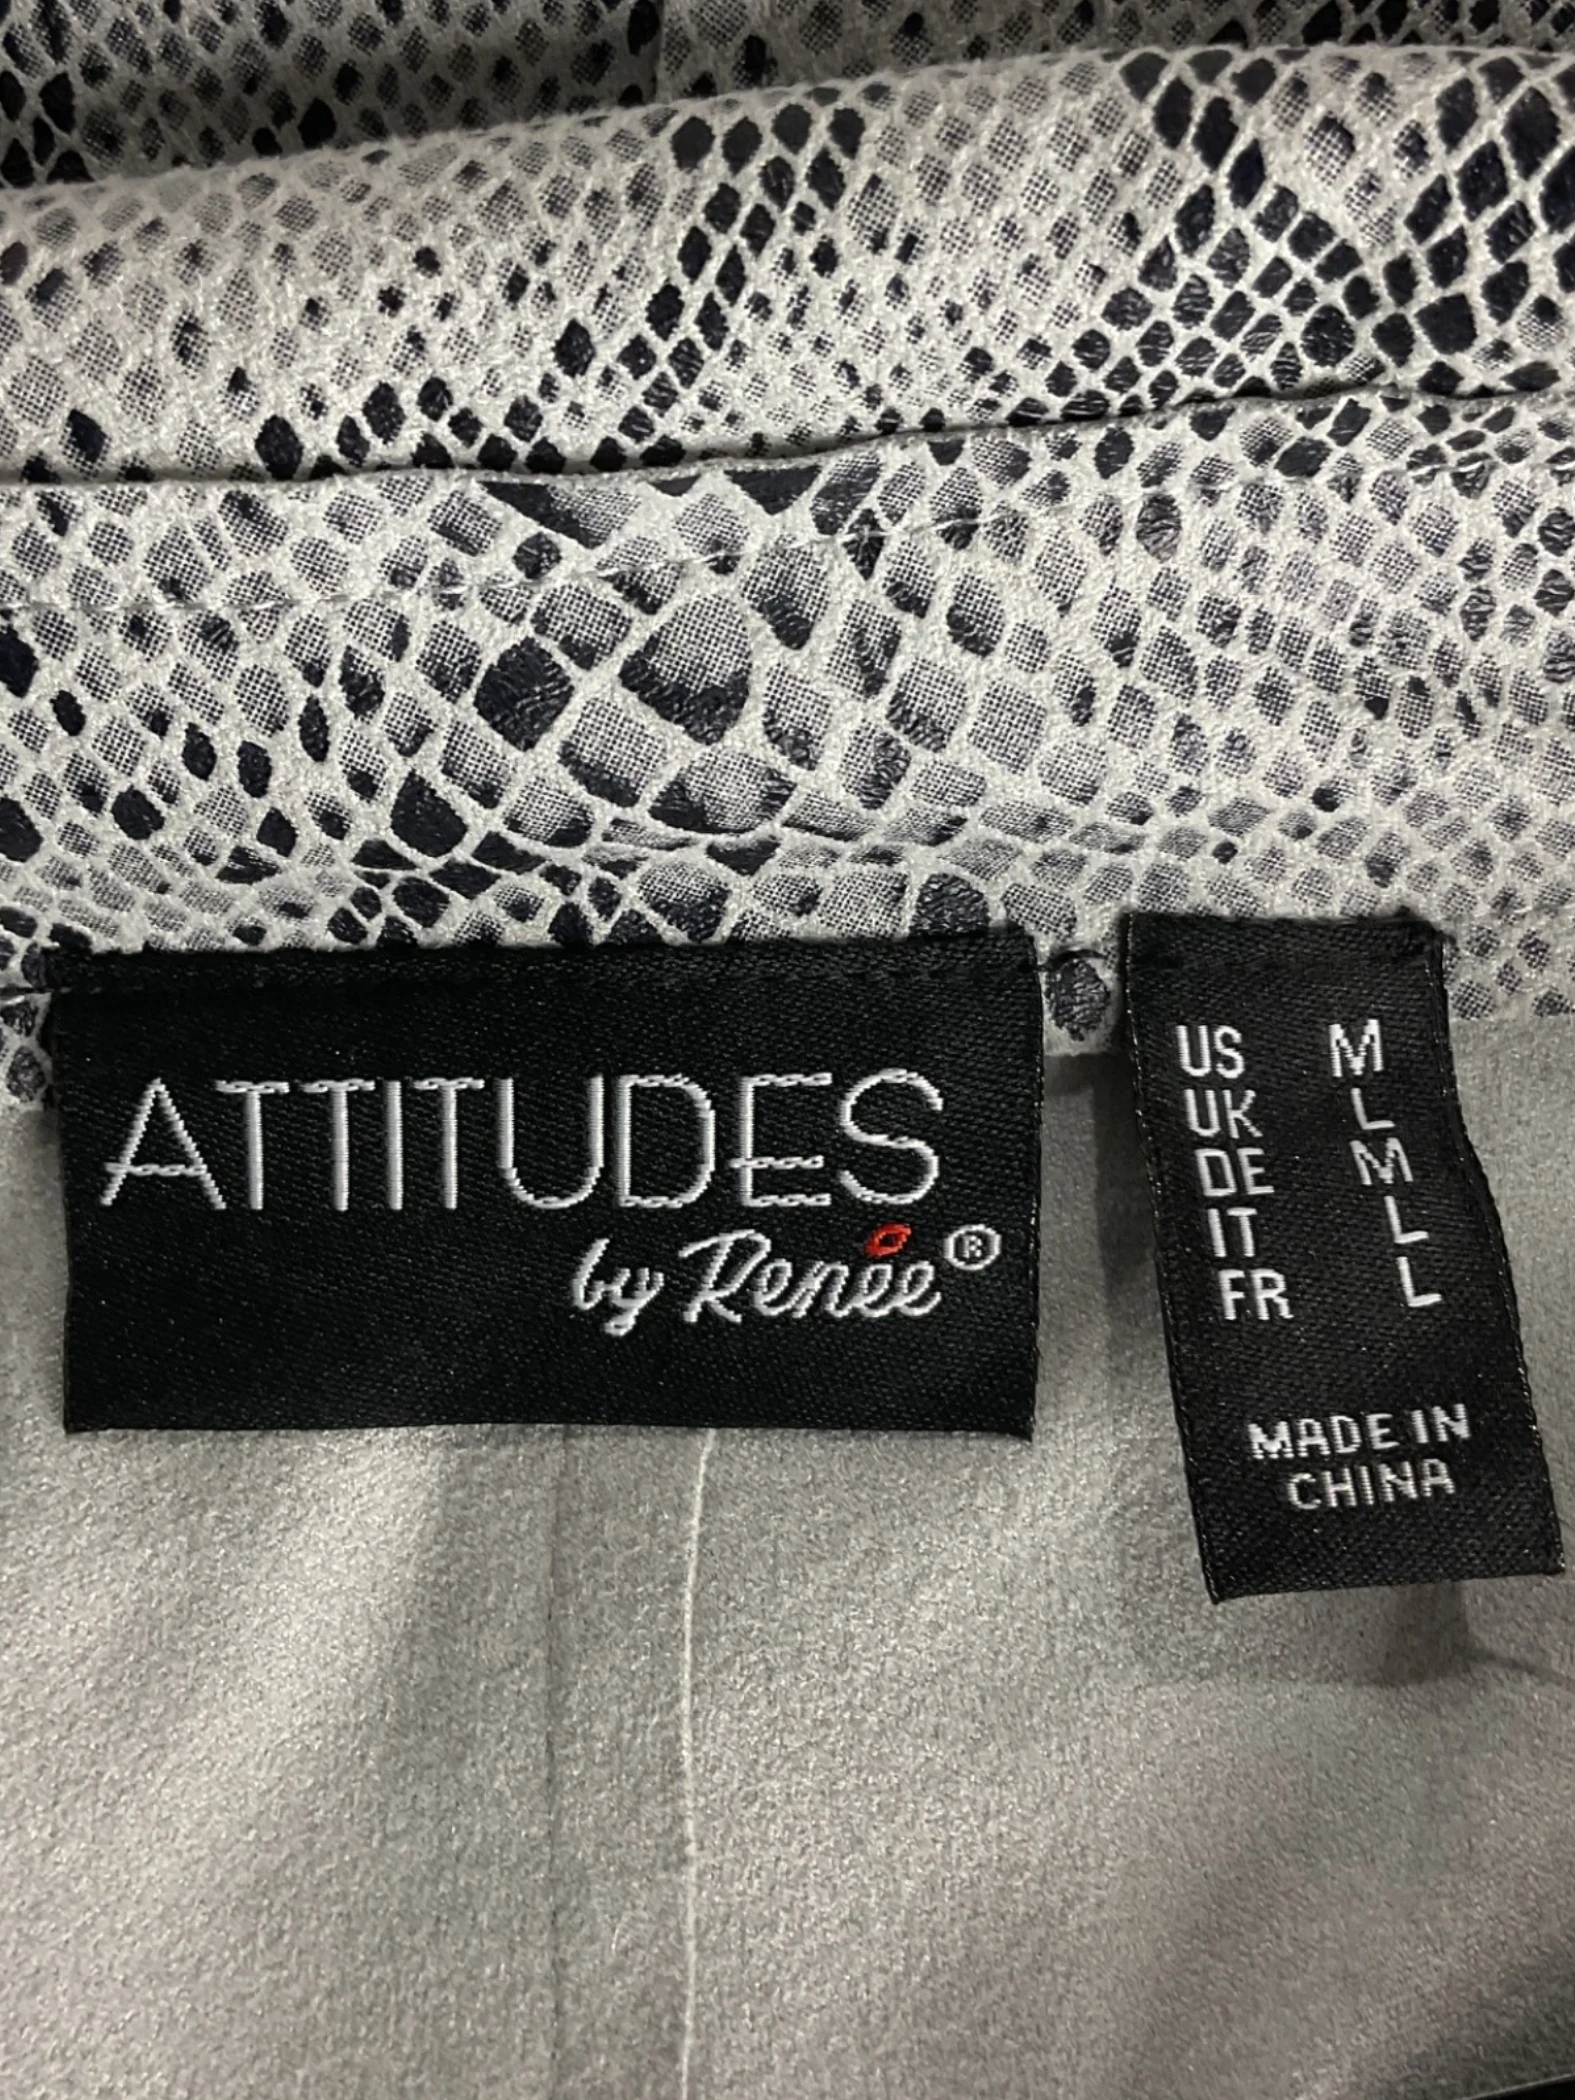 ATTITUDES
by Renée®
US M
UK L
DE M
IT L
FR L
MADE IN
CHINA